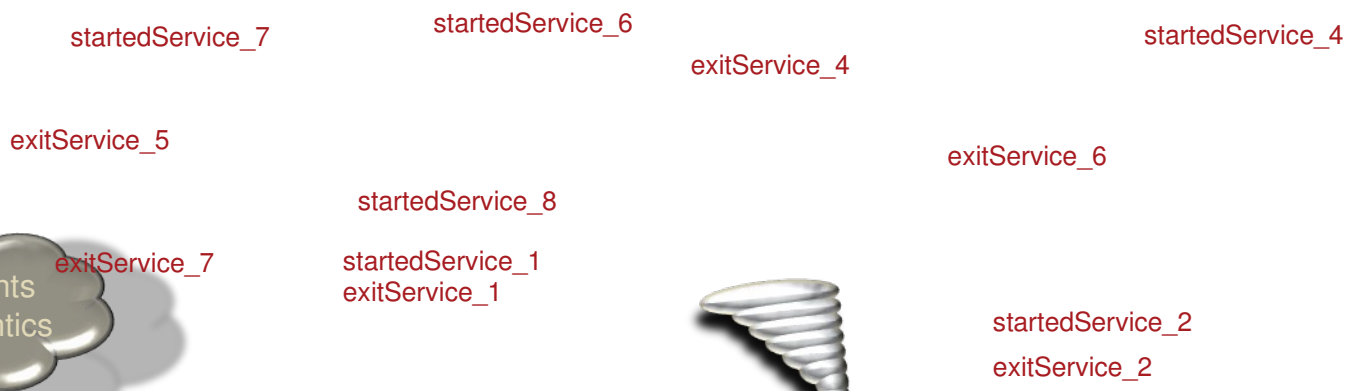 startedService_7
startedService_6
startedService_4
exitService_4
exitService_5
exitService_6
startedService_8
exitService_7
startedService_1
exitService_1
startedService_2
exitService_2